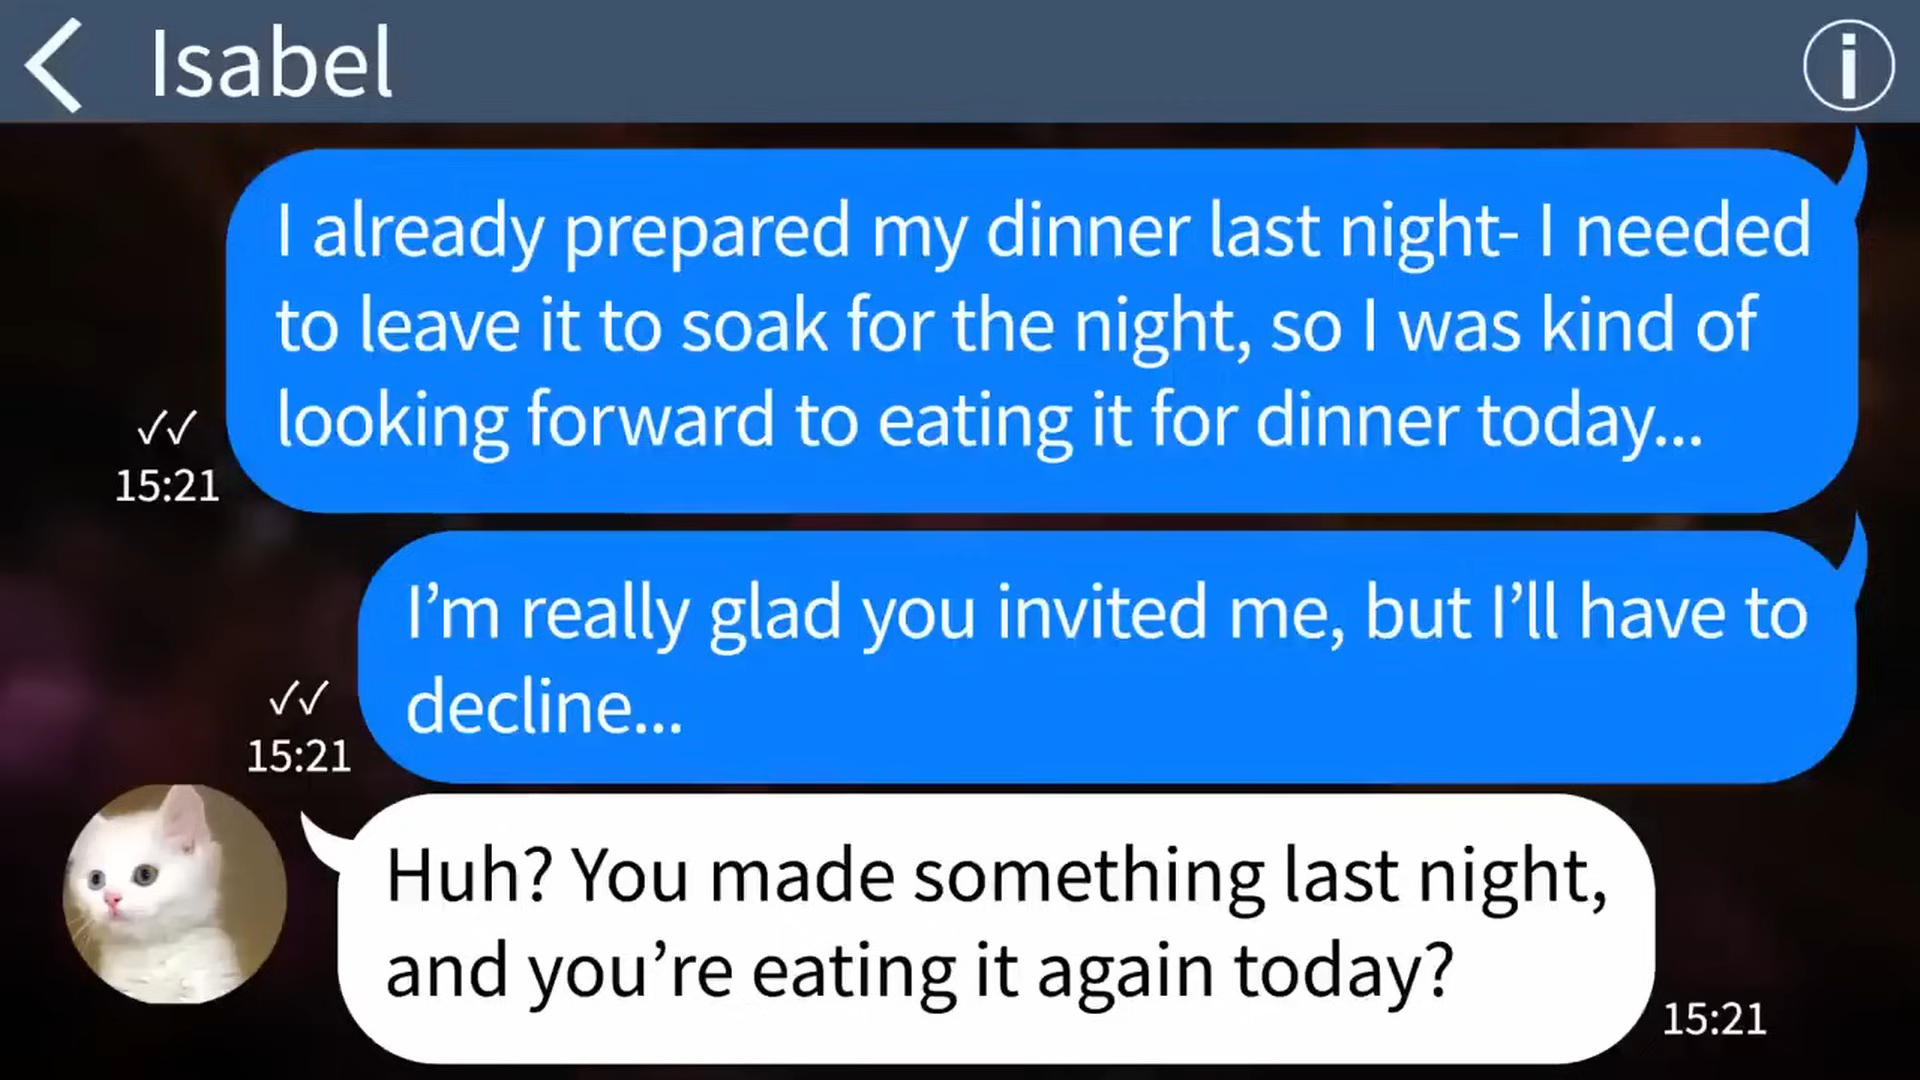 Isabel
I already prepared my dinner last night- I needed
to leave it to soak for the night, so I was kind of
looking forward to eating it for dinner today...
15:21
I’m really glad you invited me, but I’ll have to
decline...
15:21
Huh? You made something last night,
and you’re eating it again today?
15:21